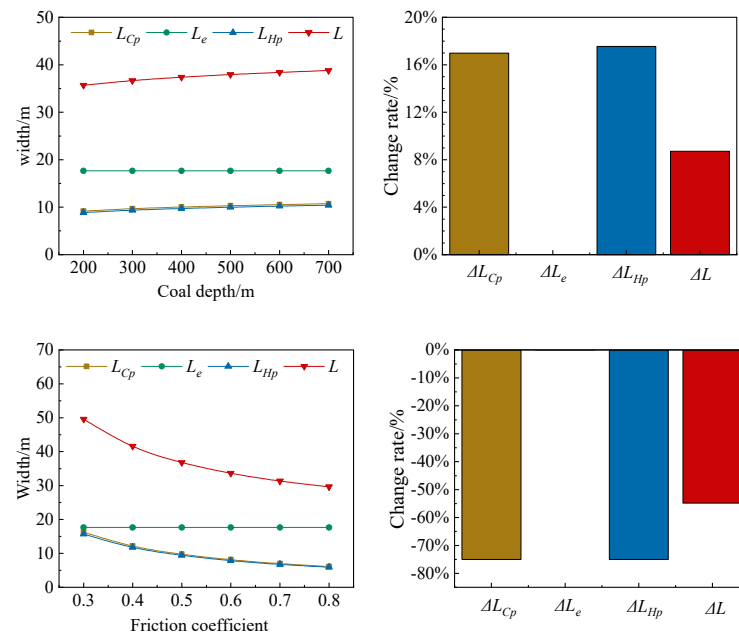 50
40
30
20
10
0
width/m
L_Cp L_e L_Hp L
200 300 400 500 600 700
Coal depth/m
20%
16%
12%
8%
4%
0%
Change rate/%
ΔL_Cp ΔL_e ΔL_Hp ΔL
70
60
50
40
30
20
10
0
Width/m
L_Cp L_e L_Hp L
0.3 0.4 0.5 0.6 0.7 0.8
Friction coefficient
0%
-10%
-20%
-30%
-40%
-50%
-60%
-70%
-80%
Change rate/%
ΔL_Cp ΔL_e ΔL_Hp ΔL